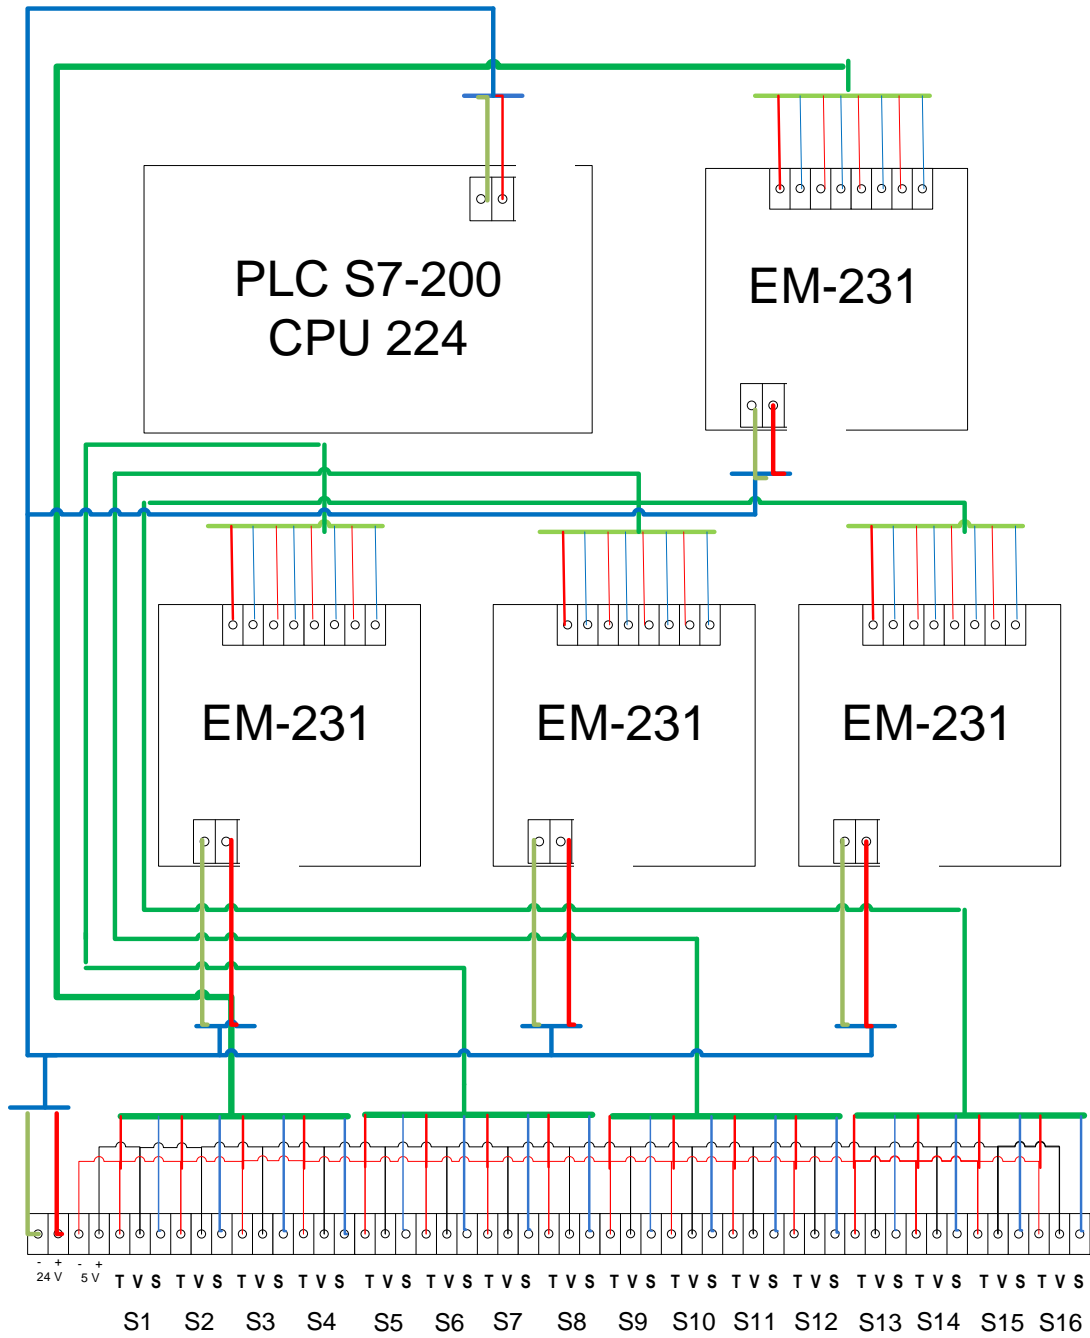 PLC S7-200
CPU 224
EM-231
EM-231
EM-231
EM-231
- + - +
24 V 5 V
T V S T V S T V S T V S T V S T V S T V S T V S T V S T V S T V S T V S T V S T V S T V S T V S
S1 S2 S3 S4 S5 S6 S7 S8 S9 S10 S11 S12 S13 S14 S15 S16